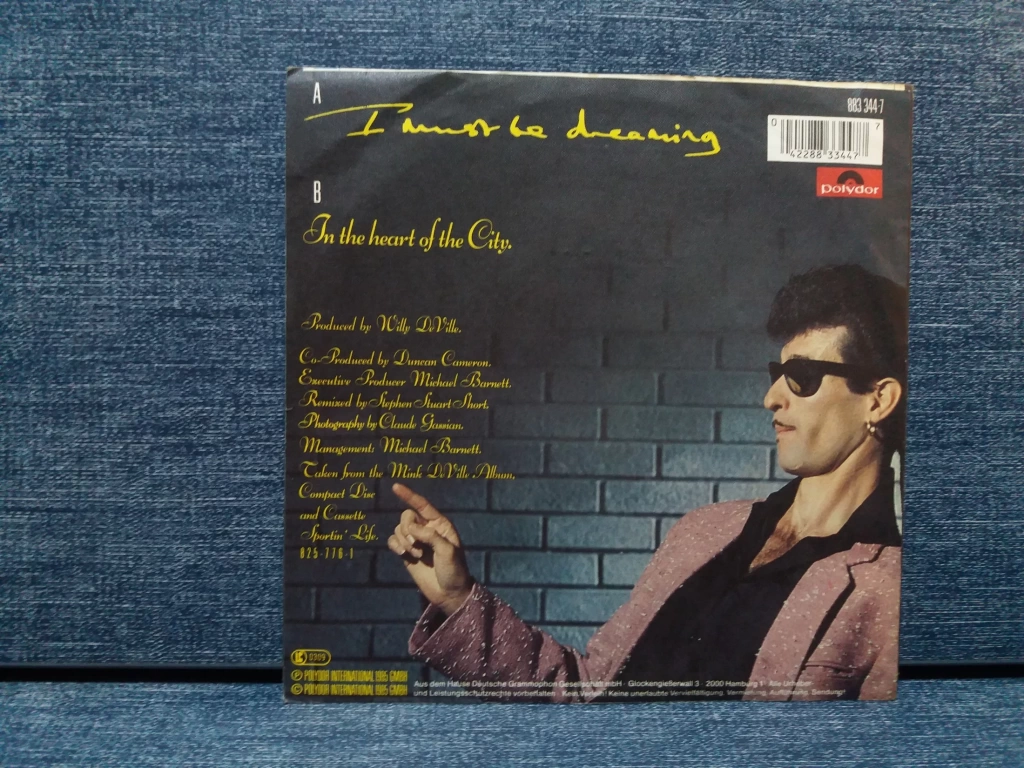 A
I must be dreaming
883 344-7
0 42288 33447 7
polydor
B
In the heart of the City.
Produced by Willy DeVille.
Co-Produced by Duncan Cameron.
Executive Producer Michael Barnett.
Remixed by Stephen Stuart Short.
Photography by Claude Gassian.
Management: Michael Barnett.
Taken from the Mink DeVille Album,
Compact Disc
and Cassette
Sportin' Life.
825-776-1
0309
℗ POLYDOR INTERNATIONAL 1985 GMBH
© POLYDOR INTERNATIONAL 1985 GMBH
Aus dem Hause Deutsche Grammophon Gesellschaft mbH · Glockengießerwall 3 · 2000 Hamburg 1 · Alle Urheber-
und Leistungsschutzrechte vorbehalten · Kein Verleih! Keine unerlaubte Vervielfältigung, Vermietung, Aufführung, Sendung!